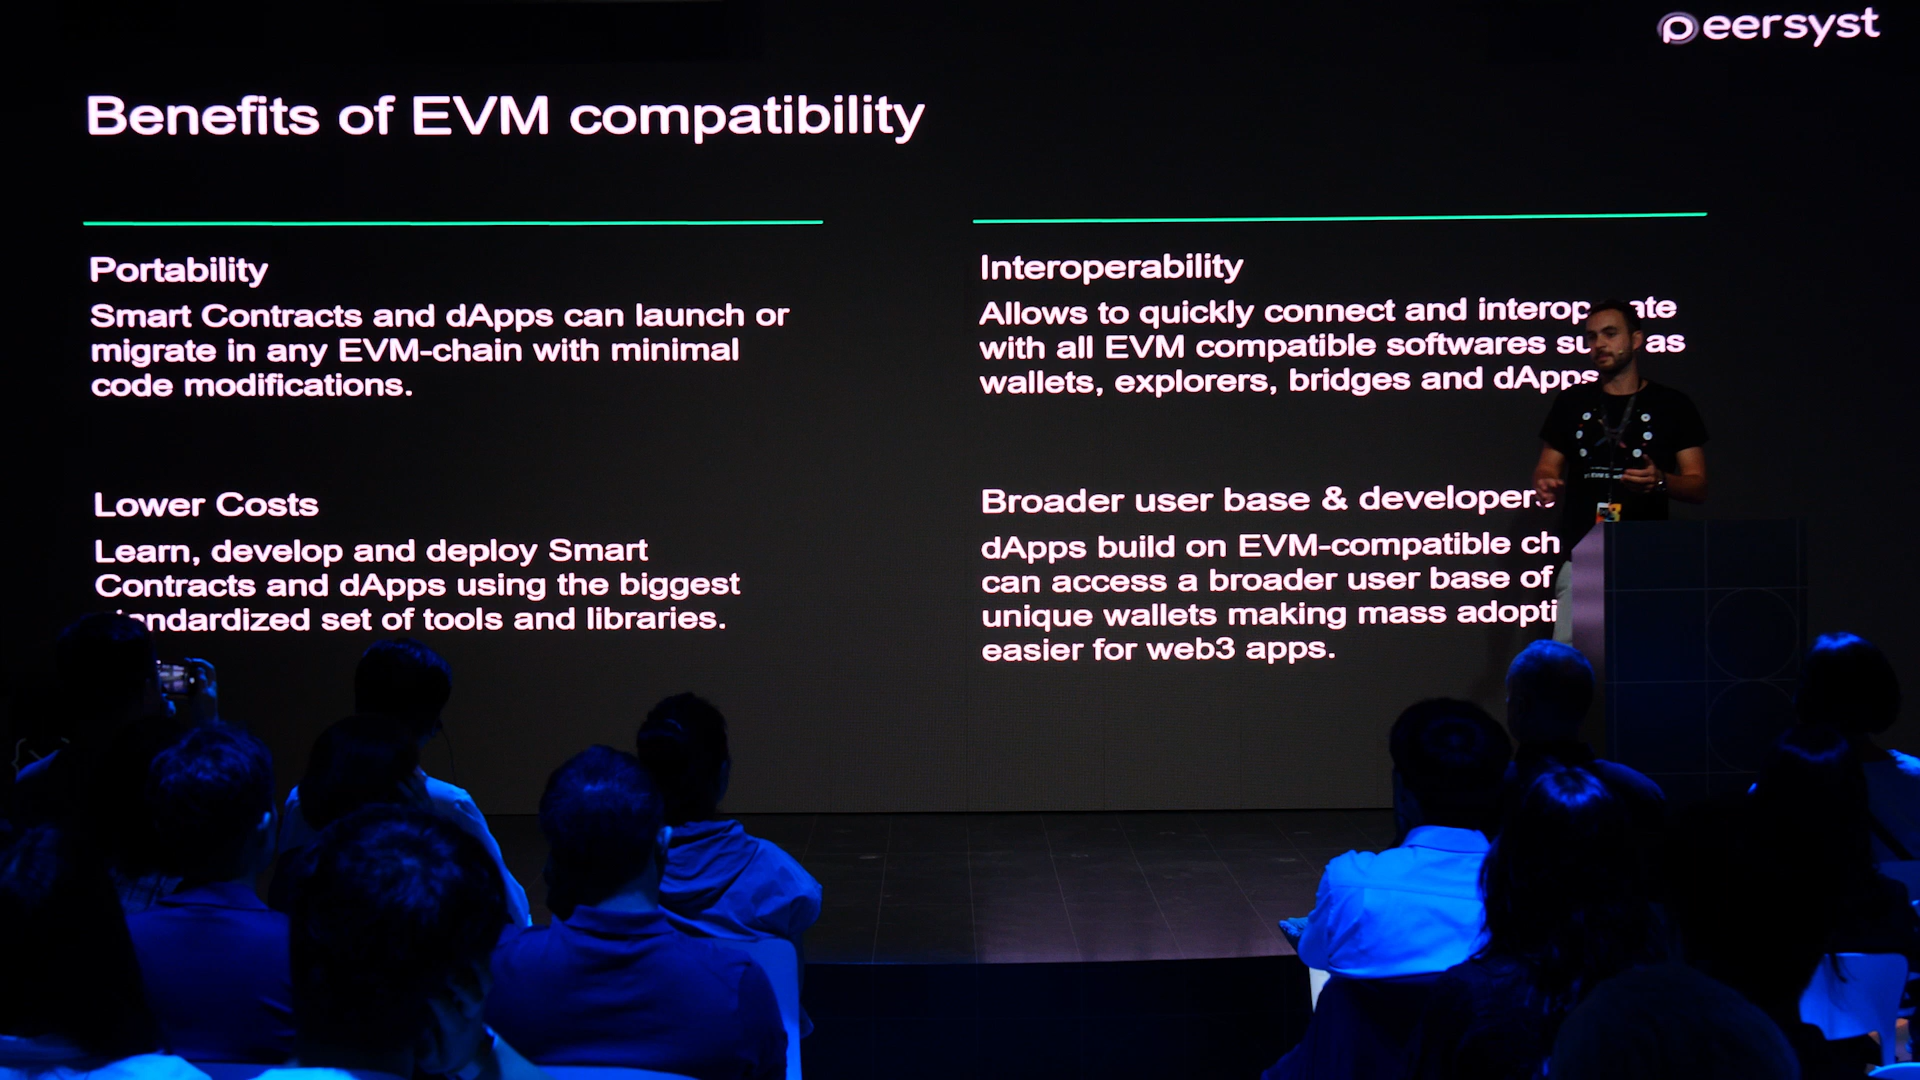 peersyst
Benefits of EVM compatibility
Portability
Smart Contracts and dApps can launch or
migrate in any EVM-chain with minimal
code modifications.
Interoperability
Allows to quickly connect and
with all EVM compatible softwares as
wallets, explorers, bridges and dApps
Lower Costs
Learn, develop and deploy Smart
Contracts and dApps using the biggest
set of tools and libraries.
Broader user base & developers
dApps build on EVM-compatible
can access a broader user base of
unique wallets making mass
easier for web3 apps.